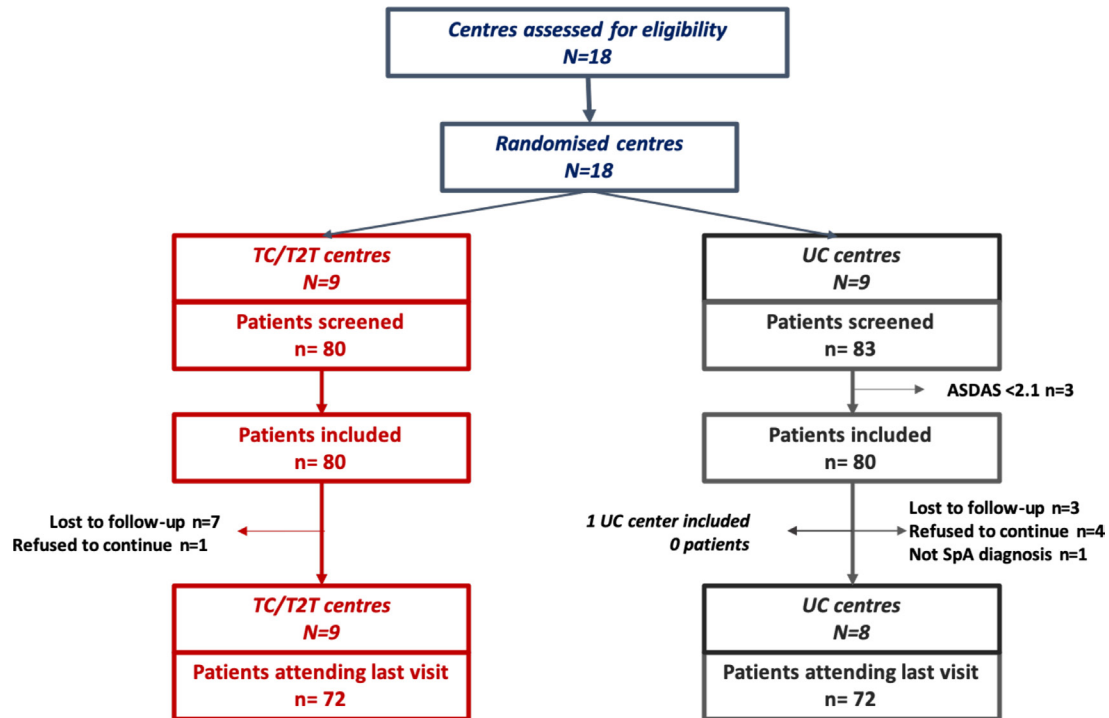 Centres assessed for eligibility
N=18
Randomised centres
N=18
TC/T2T centres
N=9
Patients screened
n= 80
UC centres
N=9
Patients screened
n= 83
ASDAS <2.1 n=3
Patients included
n= 80
Patients included
n= 80
Lost to follow-up n=7
Refused to continue n=1
1 UC center included
0 patients
Lost to follow-up n=3
Refused to continue n=4
Not SpA diagnosis n=1
TC/T2T centres
N=9
Patients attending last visit
n= 72
UC centres
N=8
Patients attending last visit
n= 72